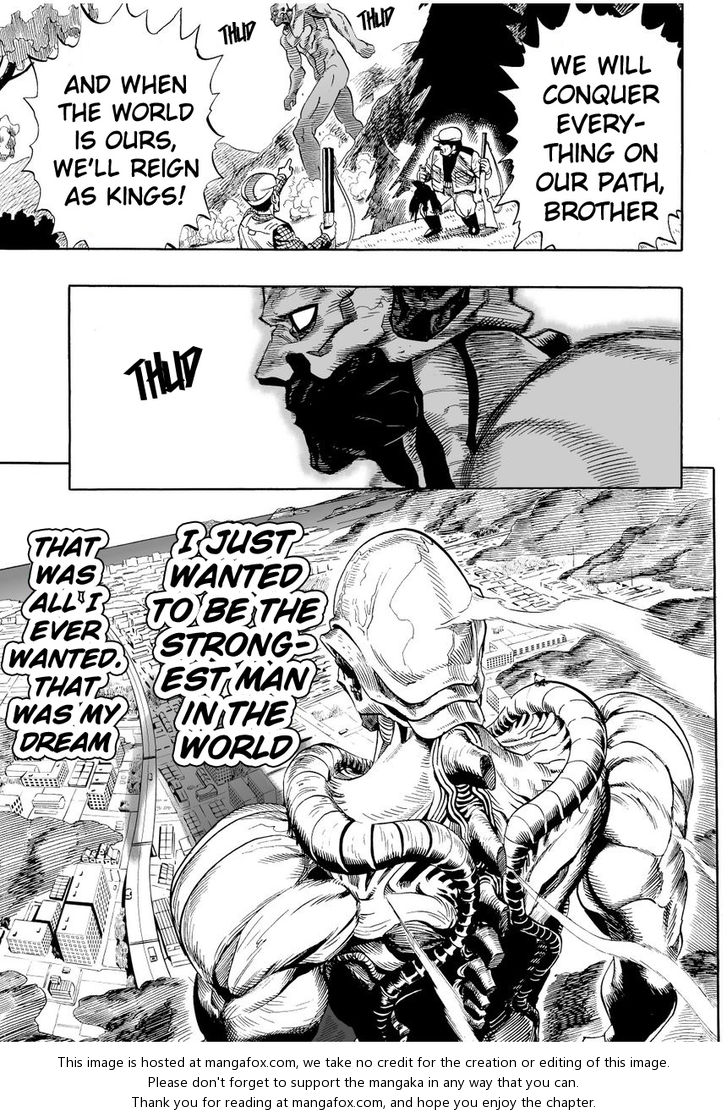 WE WILL
CONQUER
EVERY-
THING ON
OUR PATH,
BROTHER
THUD
THUD
AND WHEN
THE WORLD
IS OURS,
WE'LL REIGN
AS KINGS!
THUD
I JUST
WANTED
TO BE THE
STRONG-
EST MAN
IN THE
WORLD
THAT
WAS
ALL I
EVER
WANTED.
THAT
WAS MY
DREAM
This image is hosted at mangafox.com, we take no credit for the creation or editing of this image.
Please don't forget to support the mangaka in any way that you can.
Thank you for reading at mangafox.com, and hope you enjoy the chapter.